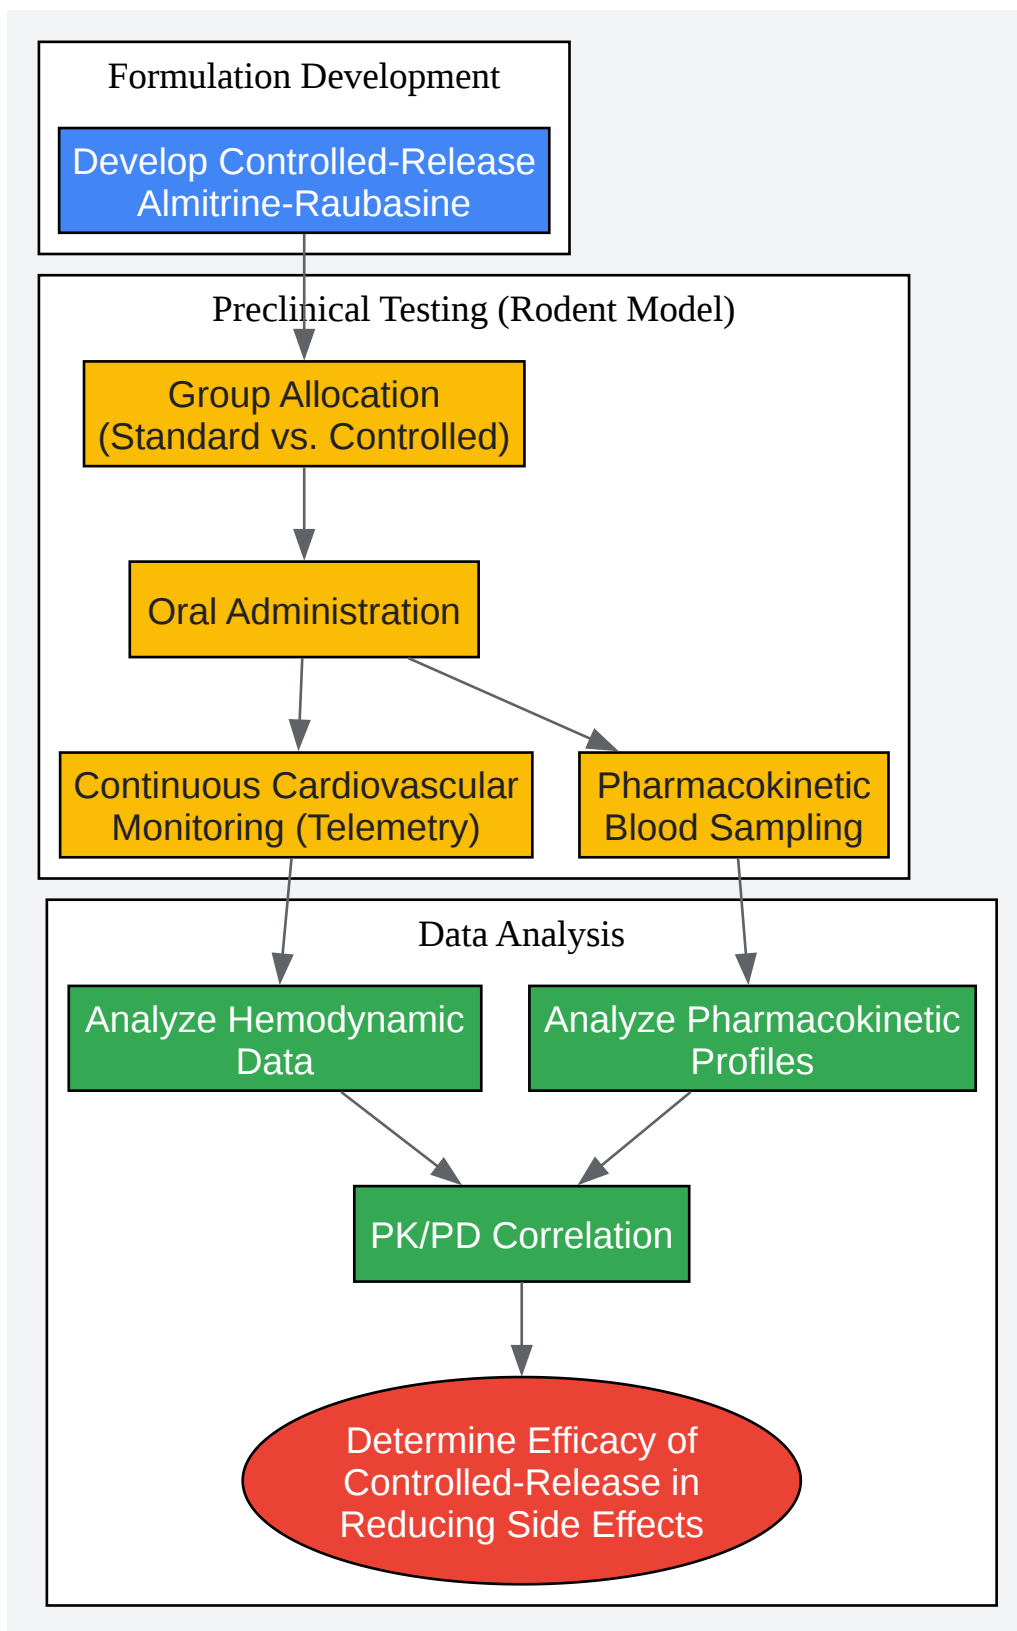 Formulation Development
Develop Controlled-Release
Almitrine-Raubasine
Preclinical Testing (Rodent Model)
Group Allocation
(Standard vs. Controlled)
Oral Administration
Continuous Cardiovascular
Monitoring (Telemetry)
Pharmacokinetic
Blood Sampling
Data Analysis
Analyze Hemodynamic
Data
Analyze Pharmacokinetic
Profiles
PK/PD Correlation
Determine Efficacy of
Controlled-Release in
Reducing Side Effects